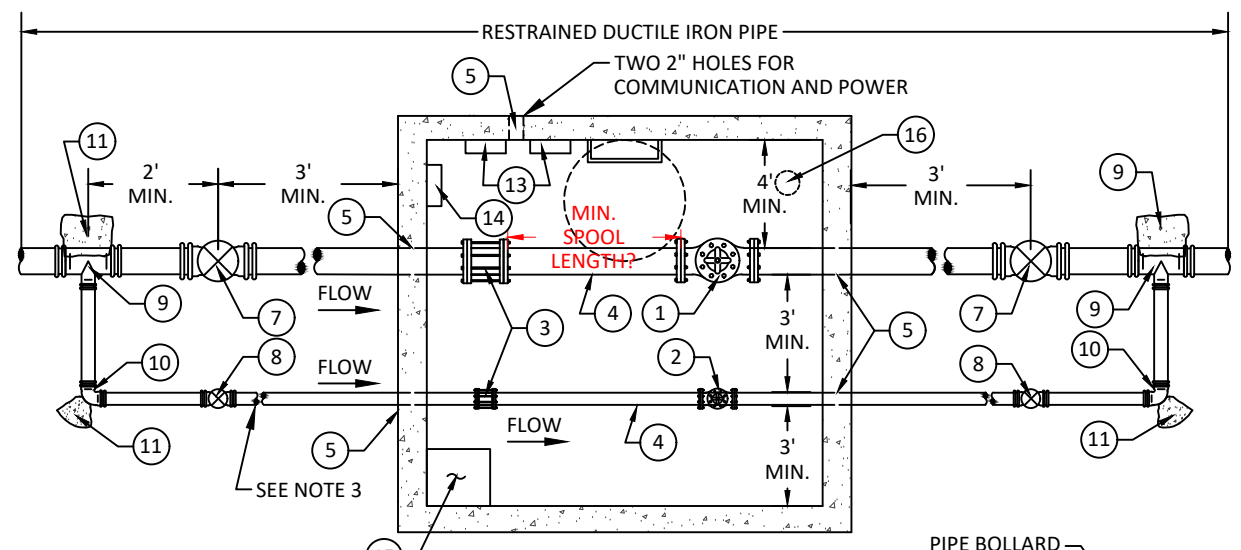 RESTRAINED DUCTILE IRON PIPE
5
TWO 2" HOLES FOR
COMMUNICATION AND POWER
11
2'
MIN.
3'
MIN.
13
14
16
4'
MIN.
3'
MIN.
9
5
MIN.
SPOOL
LENGTH?
9
7
FLOW
3
4
1
3'
MIN.
5
7
9
10
8
FLOW
2
8
10
11
5
FLOW
4
3'
MIN.
11
SEE NOTE 3
PIPE BOLLARD